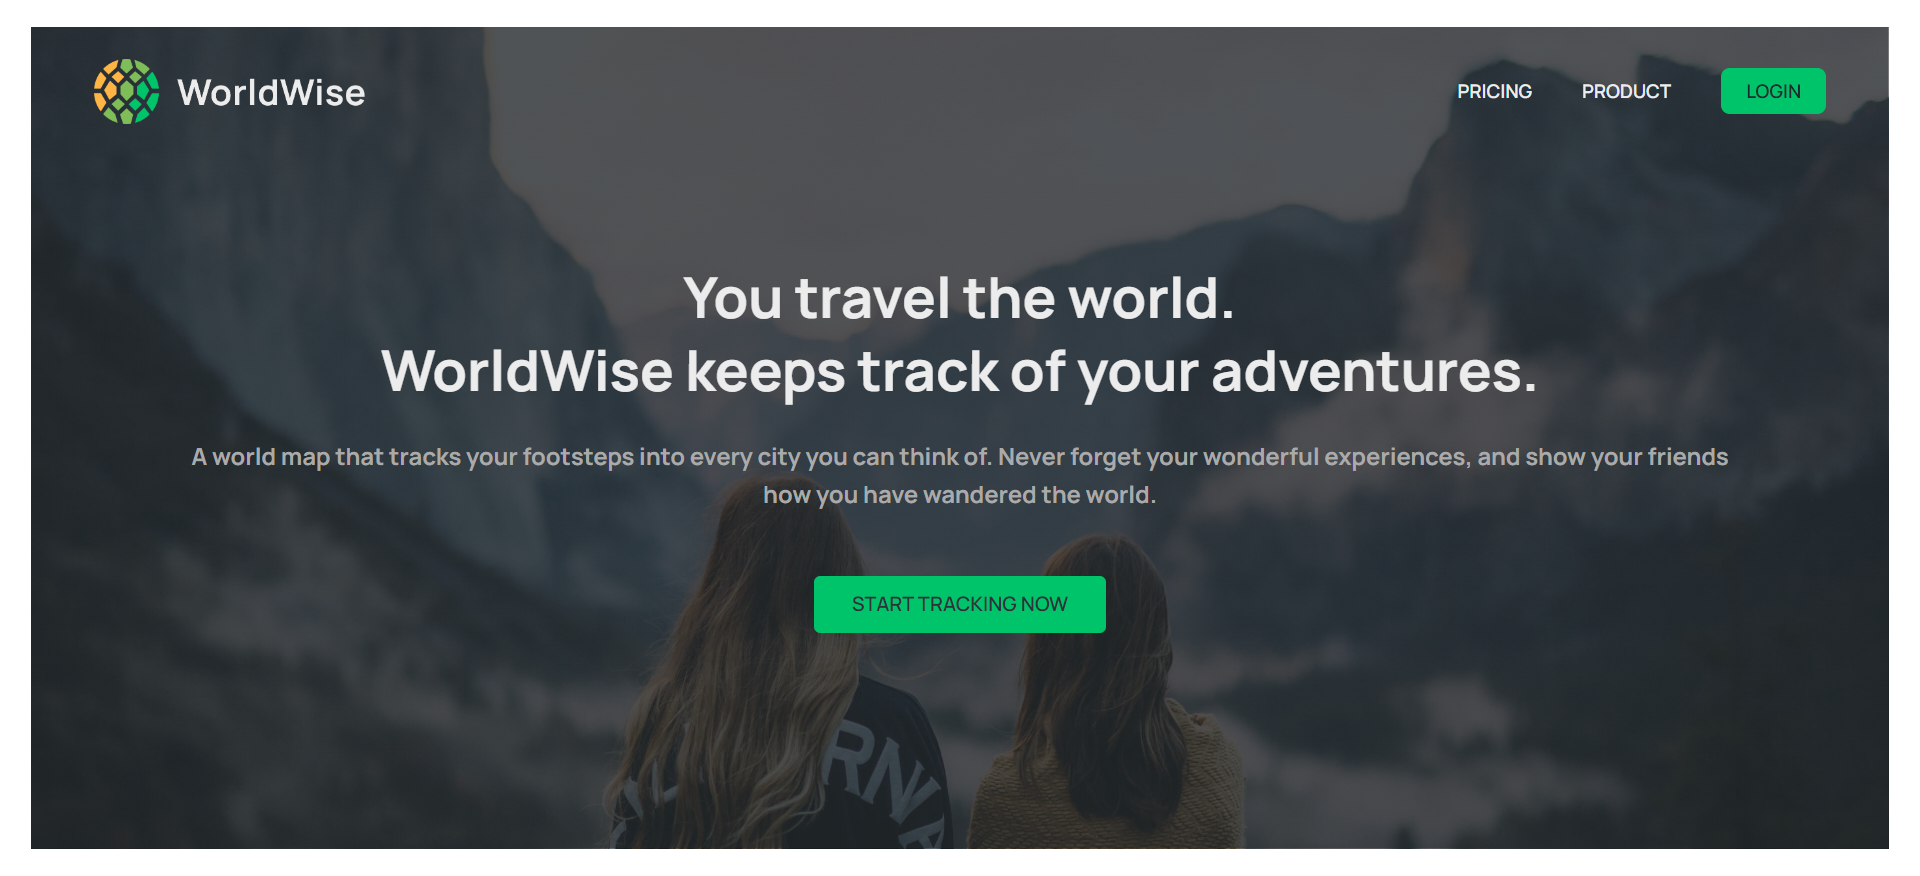 WorldWise
PRICING
PRODUCT
LOGIN
You travel the world.
WorldWise keeps track of your adventures.
A world map that tracks your footsteps into every city you can think of. Never forget your wonderful experiences, and show your friends
how you have wandered the world.
START TRACKING NOW